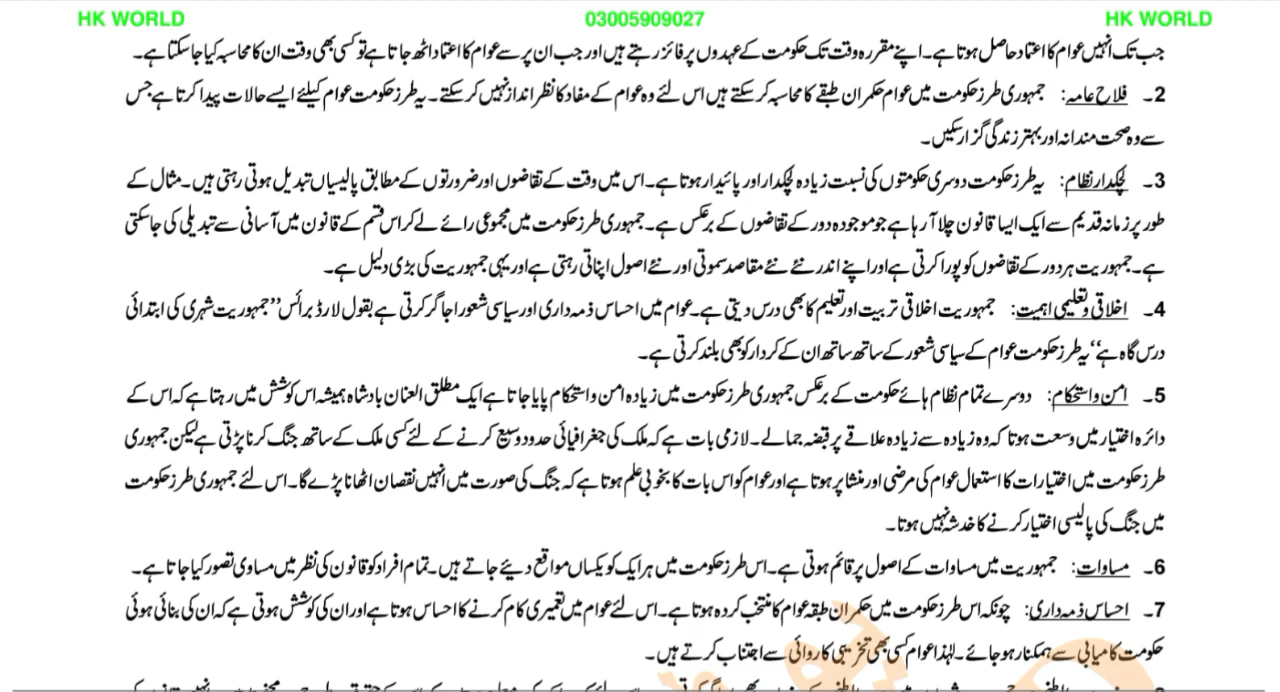 HK WORLD 03005909027 HK WORLD
جب تک انہیں عوام کا اعتماد حاصل ہوتا ہے۔ اپنے مقررہ وقت تک حکومت کے عہدوں پر فائز رہتے ہیں اور جب ان پر سے عوام کا اعتماد اٹھ جاتا ہے تو کسی بھی وقت ان کا محاسبہ کیا جا سکتا ہے۔
2۔ فلاح عامہ: جمہوری طرز حکومت میں عوام حکمران طبقے کا محاسبہ کر سکتے ہیں اس لئے وہ عوام کے مفاد کا نظر انداز نہیں کر سکتے۔ یہ طرز حکومت عوام کیلئے ایسے حالات پیدا کرتا ہے جس
سے وہ صحت مندانہ اور بہتر زندگی گزار سکیں۔
3۔ لچکدار نظام: یہ طرز حکومت دوسری حکومتوں کی نسبت زیادہ لچکدار اور پائیدار ہوتا ہے۔ اس میں وقت کے تقاضوں اور ضرورتوں کے مطابق پالیسیاں تبدیل ہوتی رہتی ہیں۔ مثال کے
طور پر زمانہ قدیم سے ایک ایسا قانون چلا آ رہا ہے جو موجودہ دور کے تقاضوں کے برعکس ہے۔ جمہوری طرز حکومت میں مجموعی رائے لے کر اس قسم کے قانون میں آسانی سے تبدیلی کی جاسکتی
ہے۔ جمہوریت ہر دور کے تقاضوں کو پورا کرتی ہے اور اپنے اندر نئے نئے مقاصد سموتی اور نئے اصول اپناتی رہتی ہے اور یہی جمہوریت کی بڑی دلیل ہے۔
4۔ اخلاقی و تعلیمی اہمیت: جمہوریت اخلاقی تربیت اور تعلیم کا بھی درس دیتی ہے۔ عوام میں احساس ذمہ داری اور سیاسی شعور اجاگر کرتی ہے بقول لارڈ برائس ”جمہوریت شہری کی ابتدائی
درس گاہ ہے“ یہ طرز حکومت عوام کے سیاسی شعور کے ساتھ ساتھ ان کے کردار کو بھی بلند کرتی ہے۔
5۔ امن و استحکام: دوسرے تمام نظام ہائے حکومت کے برعکس جمہوری طرز حکومت میں زیادہ امن و استحکام پایا جاتا ہے ایک مطلق العنان بادشاہ ہمیشہ اس کوشش میں رہتا ہے کہ اس کے
دائرہ اختیار میں وسعت ہوتا کہ وہ زیادہ سے زیادہ علاقے پر قبضہ جمالے۔ لازمی بات ہے کہ ملک کی جغرافیائی حدود وسیع کرنے کے لئے کسی ملک کے ساتھ جنگ کرنا پڑتی ہے لیکن جمہوری
طرز حکومت میں اختیارات کا استعمال عوام کی مرضی اور منشا پر ہوتا ہے اور عوام کو اس بات کا بخوبی علم ہوتا ہے کہ جنگ کی صورت میں انہیں نقصان اٹھانا پڑے گا۔ اس لئے جمہوری طرز حکومت
میں جنگ کی پالیسی اختیار کرنے کا خدشہ نہیں ہوتا۔
6۔ مساوات: جمہوریت میں مساوات کے اصول پر قائم ہوتی ہے۔ اس طرز حکومت میں ہر ایک کو یکساں مواقع دیئے جاتے ہیں۔ تمام افراد کو قانون کی نظر میں مساوی تصور کیا جاتا ہے۔
7۔ احساس ذمہ داری: چونکہ اس طرز حکومت میں حکمران طبقہ عوام کا منتخب کردہ ہوتا ہے۔ اس لئے عوام میں تعمیری کام کرنے کا احساس ہوتا ہے اور ان کی کوشش ہوتی ہے کہ ان کی بنائی ہوئی
حکومت کامیابی سے ہمکنار ہو جائے۔ لہٰذا عوام کسی بھی تخریبی کاروائی سے اجتناب کرتے ہیں۔